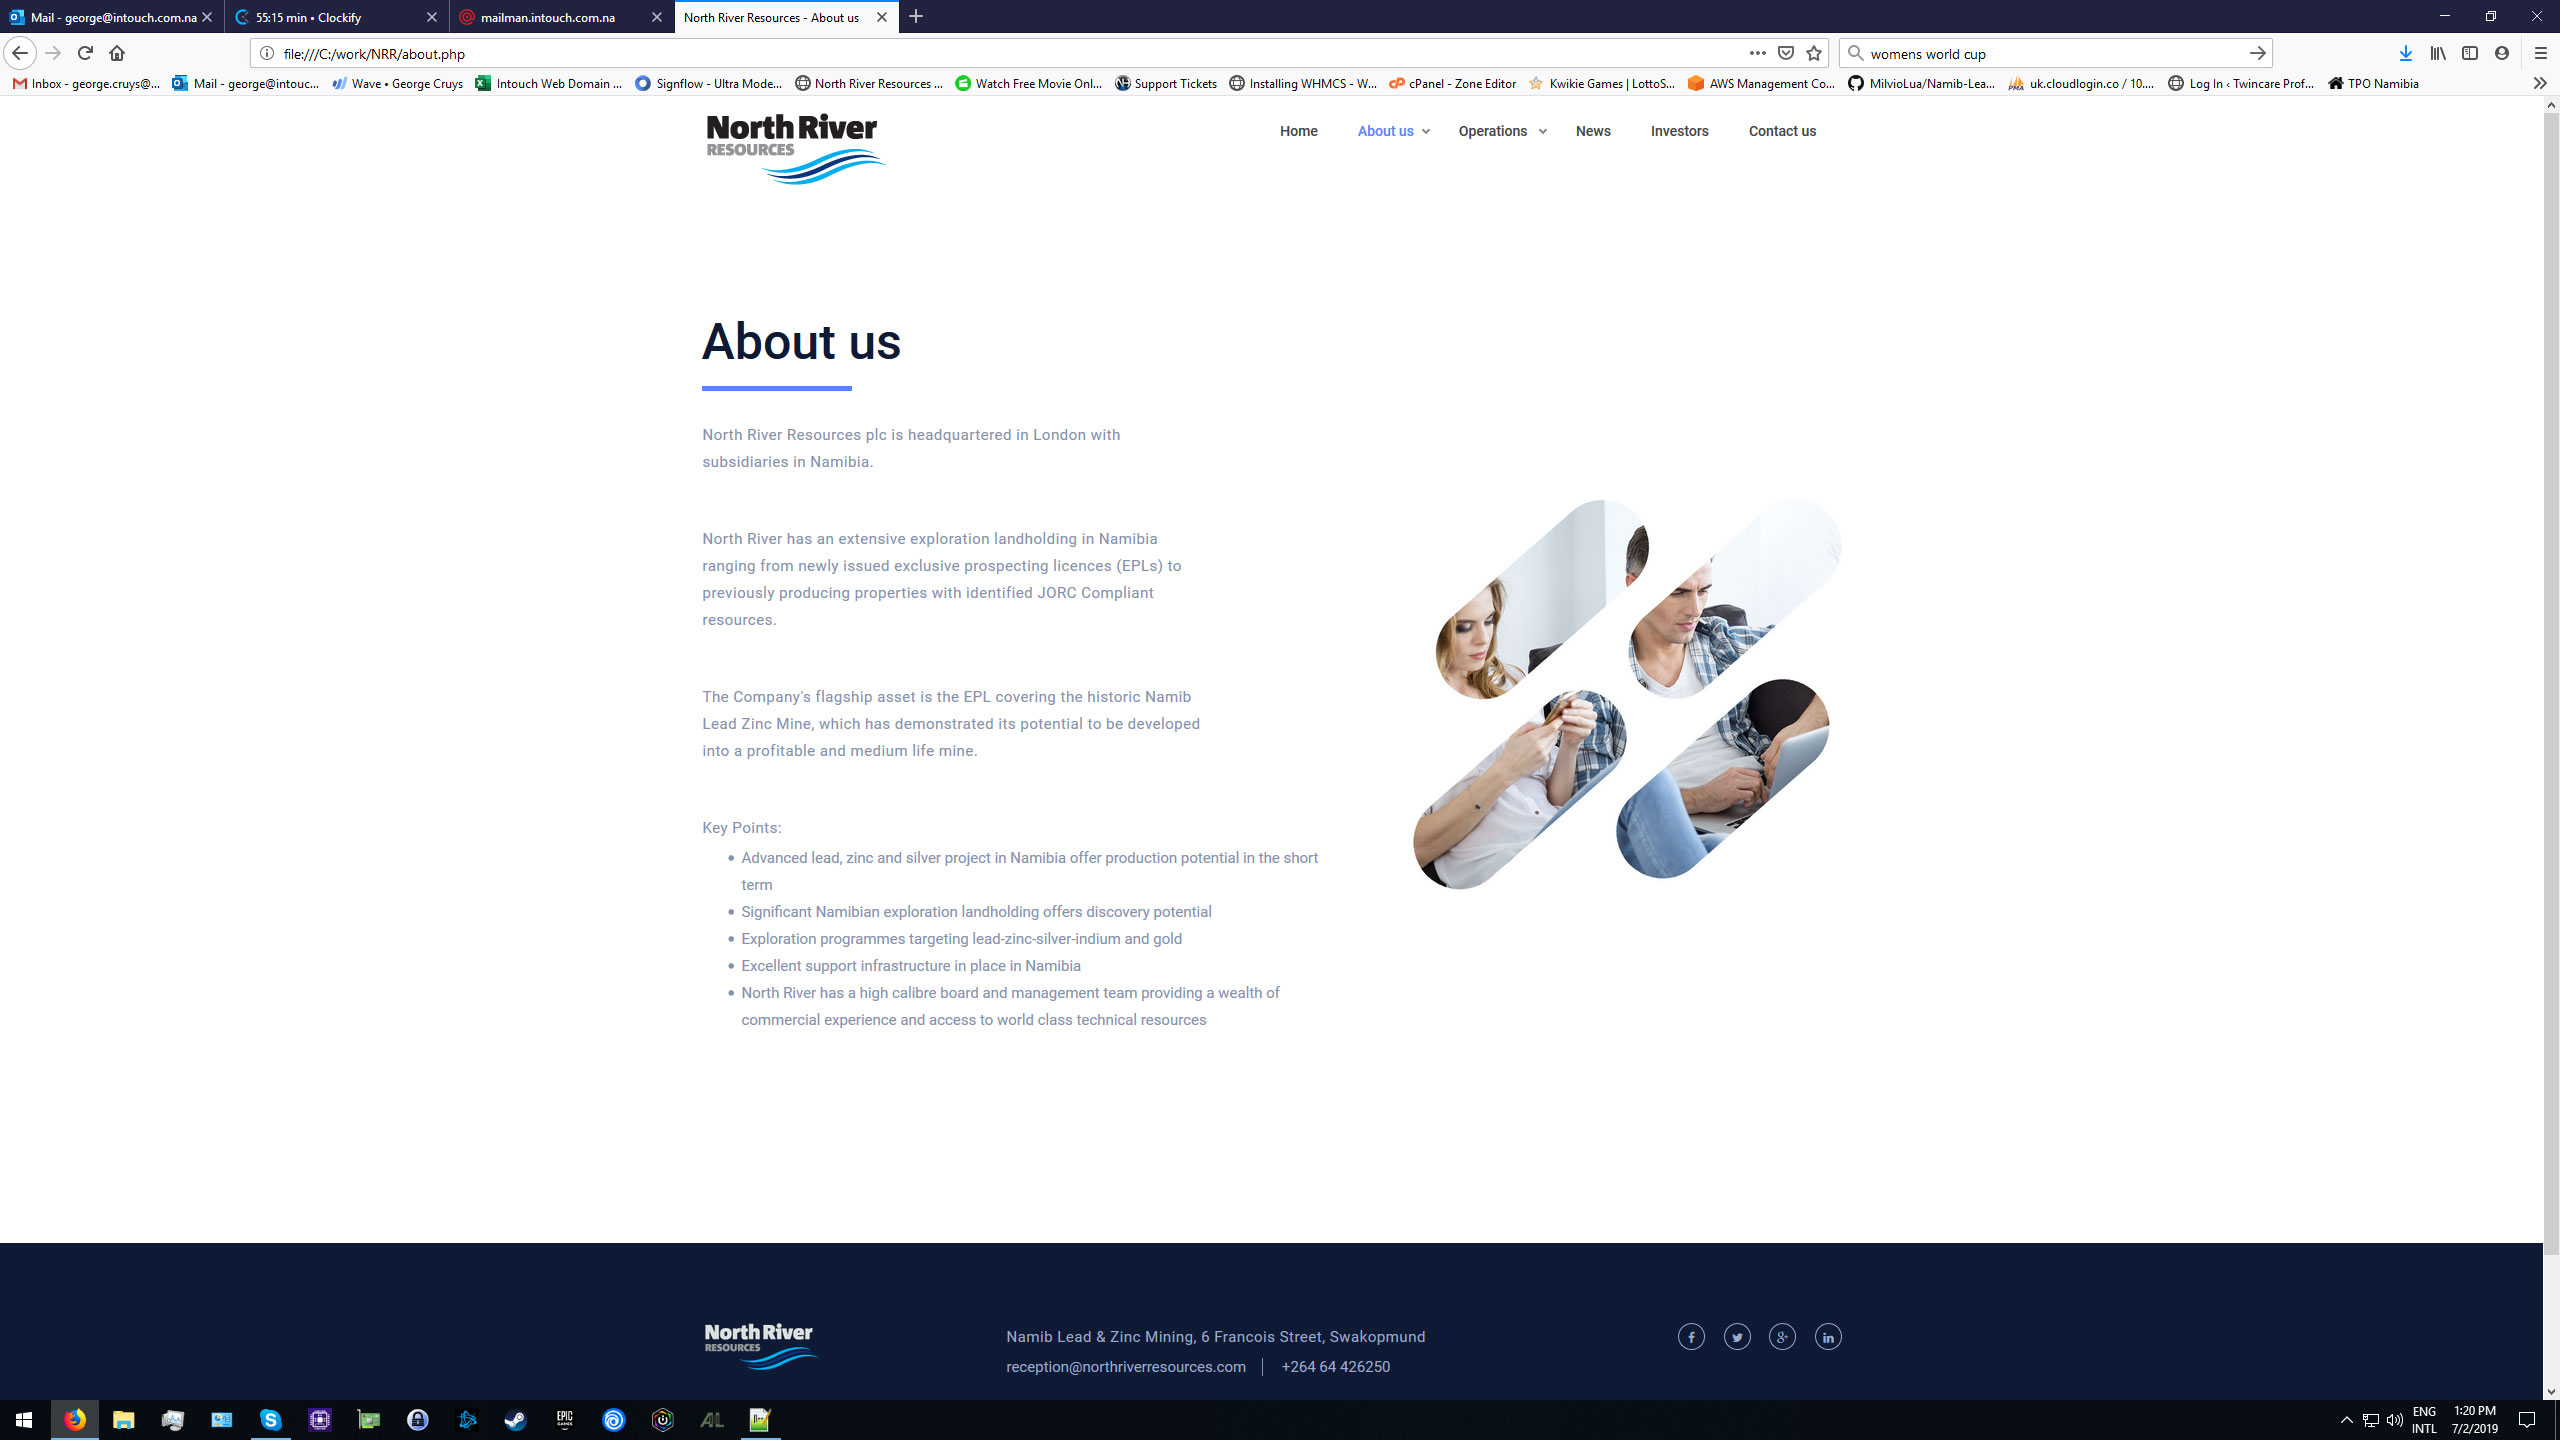 Mail - george@intouch.com.na
55:15 min • Clockify
mailman.intouch.com.na
North River Resources - About us
file:///C:/work/NRR/about.php
womens world cup
Inbox - george.cruys@...
Mail - george@intouc...
Wave • George Cruys
Intouch Web Domain ...
Signflow - Ultra Mode...
North River Resources ...
Watch Free Movie Onl...
Support Tickets
Installing WHMCS - W...
cPanel - Zone Editor
Kwikie Games | LottoS...
AWS Management Co...
MilvioLua/Namib-Lea...
uk.cloudlogin.co / 10....
Log In ‹ Twincare Prof...
TPO Namibia
North River
RESOURCES
Home
About us
Operations
News
Investors
Contact us
About us
North River Resources plc is headquartered in London with
subsidiaries in Namibia.
North River has an extensive exploration landholding in Namibia
ranging from newly issued exclusive prospecting licences (EPLs) to
previously producing properties with identified JORC Compliant
resources.
The Company's flagship asset is the EPL covering the historic Namib
Lead Zinc Mine, which has demonstrated its potential to be developed
into a profitable and medium life mine.
Key Points:
• Advanced lead, zinc and silver project in Namibia offer production potential in the short
term
• Significant Namibian exploration landholding offers discovery potential
• Exploration programmes targeting lead-zinc-silver-indium and gold
• Excellent support infrastructure in place in Namibia
• North River has a high calibre board and management team providing a wealth of
commercial experience and access to world class technical resources
North River
RESOURCES
Namib Lead & Zinc Mining, 6 Francois Street, Swakopmund
reception@northriverresources.com
+264 64 426250
EPIC
GAMES
AL
ENG
INTL
1:20 PM
7/2/2019